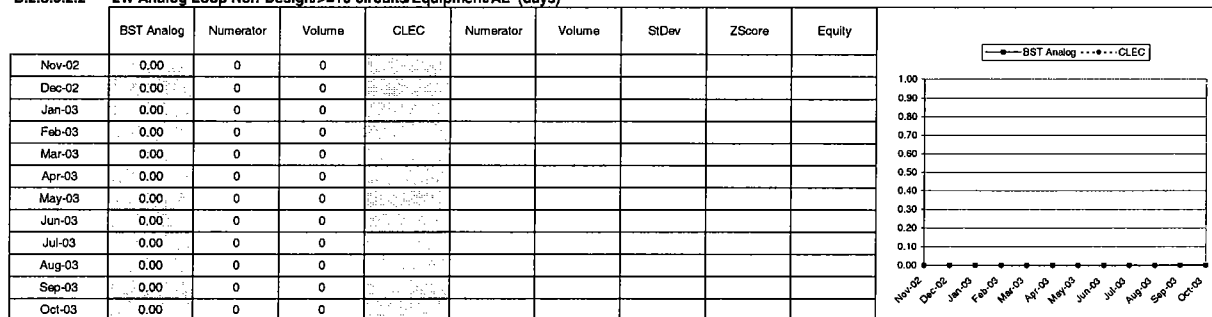 2w Analog Loop Non-Design/>=10 circuits/Equipment/AL (days)
BST Analog Numerator Volume CLEC Numerator Volume StDev ZScore Equity
Nov-02 0.00 0 0
Dec-02 0.00 0 0
Jan-03 0.00 0 0
Feb-03 0.00 0 0
Mar-03 0.00 0 0
Apr-03 0.00 0 0
May-03 0.00 0 0
Jun-03 0.00 0 0
Jul-03 0.00 0 0
Aug-03 0.00 0 0
Sep-03 0.00 0 0
Oct-03 0.00 0 0
BST Analog CLEC
1.00
0.90
0.80
0.70
0.60
0.50
0.40
0.30
0.20
0.10
0.00
Nov-02 Dec-02 Jan-03 Feb-03 Mar-03 Apr-03 May-03 Jun-03 Jul-03 Aug-03 Sep-03 Oct-03